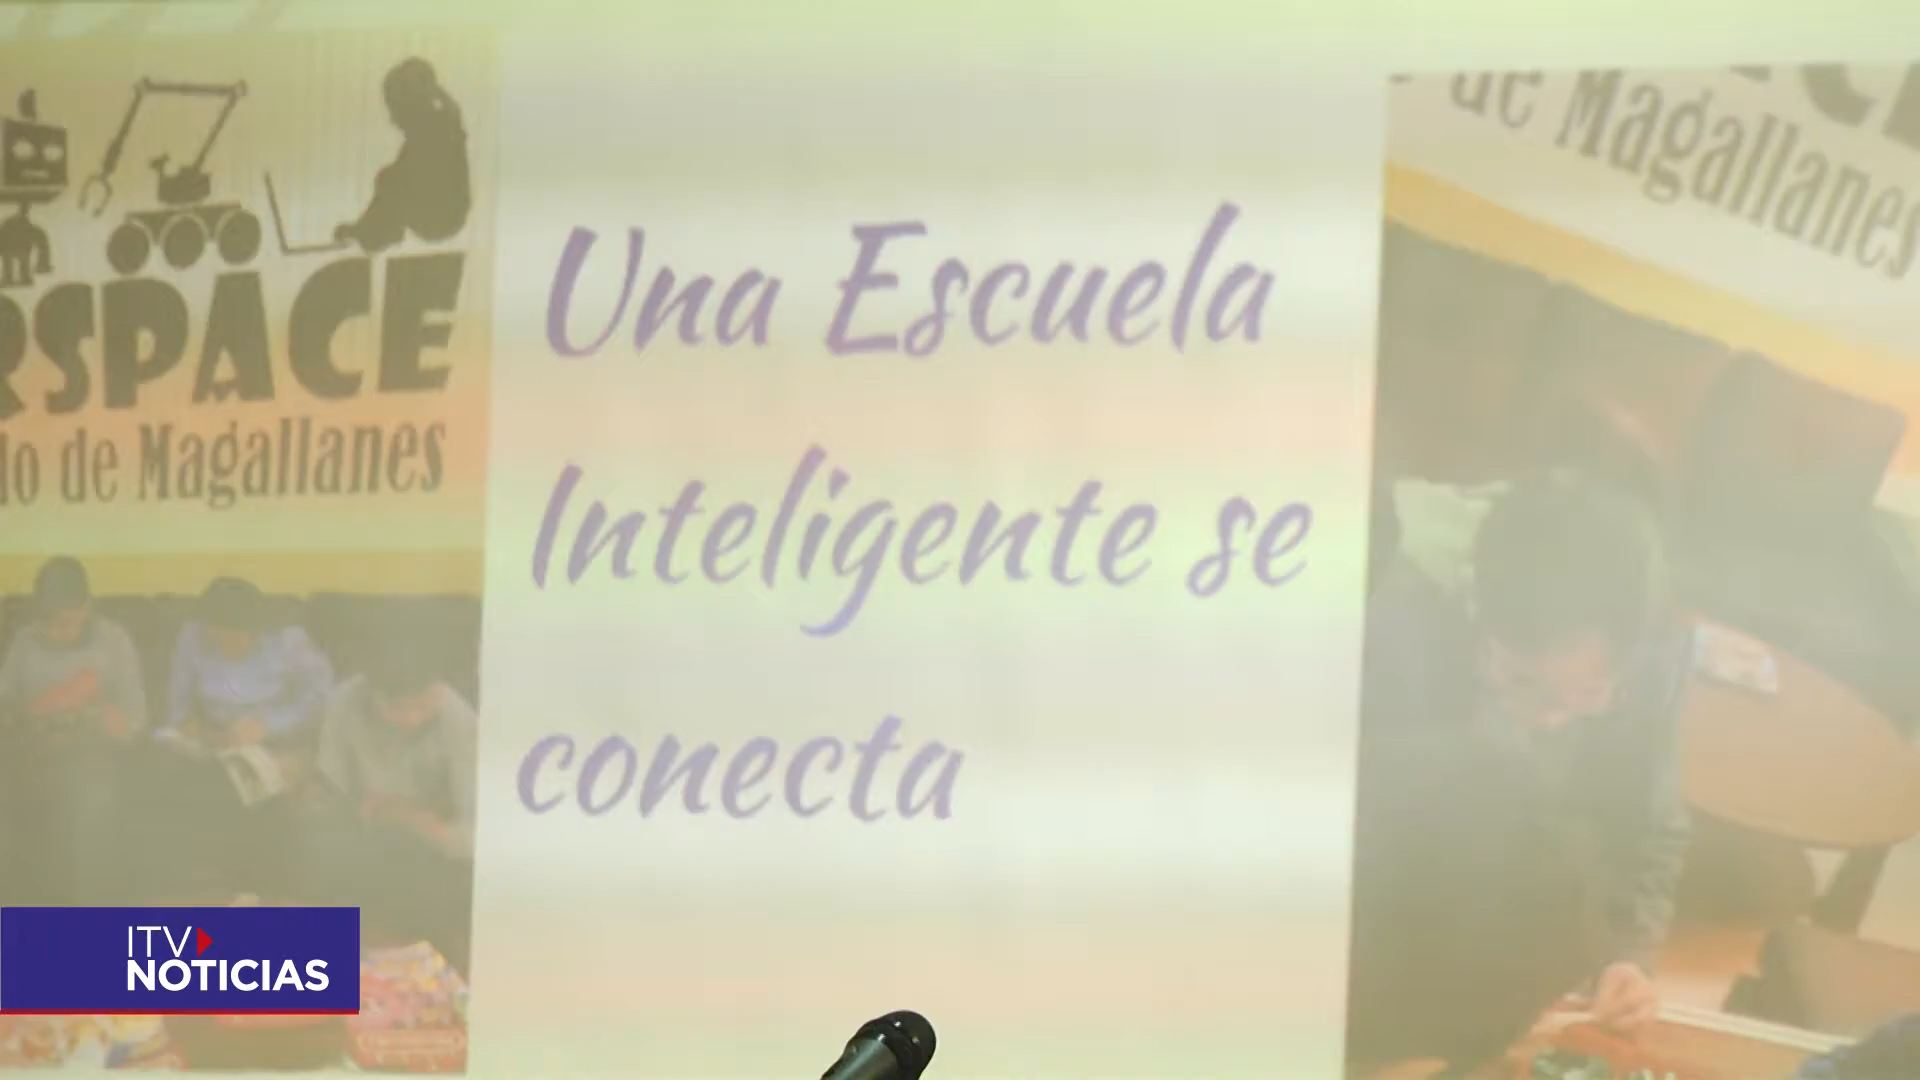 RSPACE
lo de Magallanes
Una Escuela
Inteligente se
conecta
de Magallanes
ITV
NOTICIAS